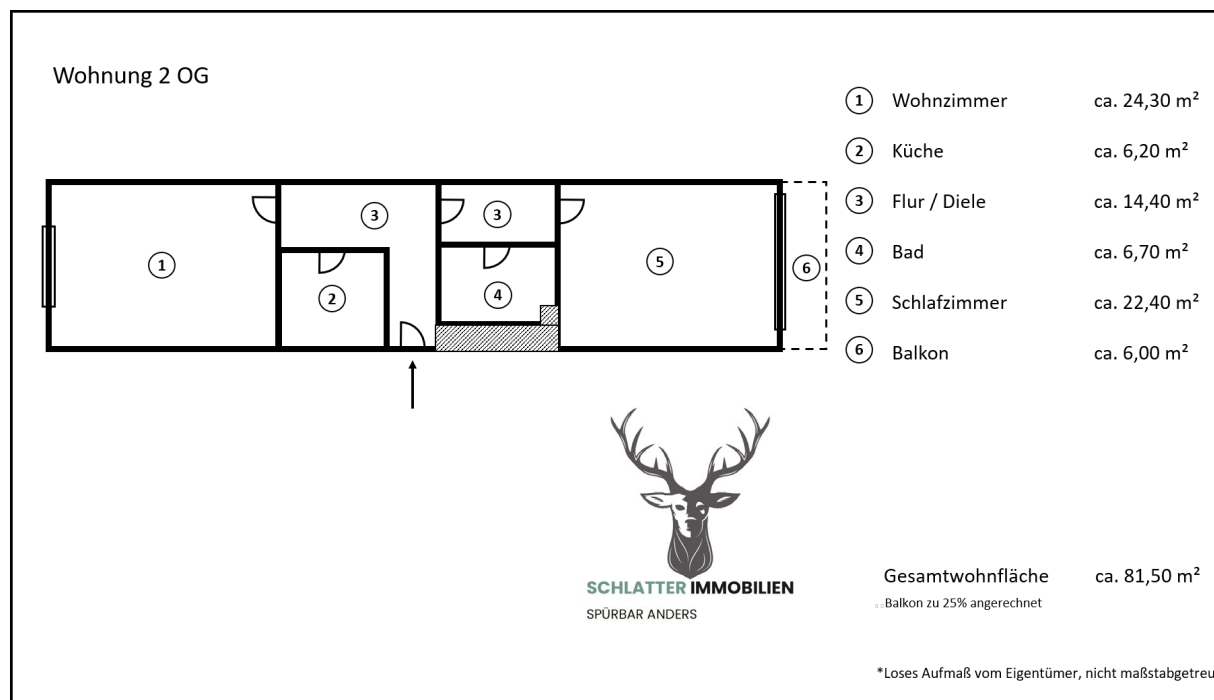 Wohnung 2 OG
1 Wohnzimmer ca. 24,30 m²
2 Küche ca. 6,20 m²
3 Flur / Diele ca. 14,40 m²
4 Bad ca. 6,70 m²
5 Schlafzimmer ca. 22,40 m²
6 Balkon ca. 6,00 m²
1
3
2
3
4
5
6
SCHLATTER IMMOBILIEN
SPÜRBAR ANDERS
Gesamtwohnfläche ca. 81,50 m²
Balkon zu 25% angerechnet
*Loses Aufmaß vom Eigentümer, nicht maßstabgetreu